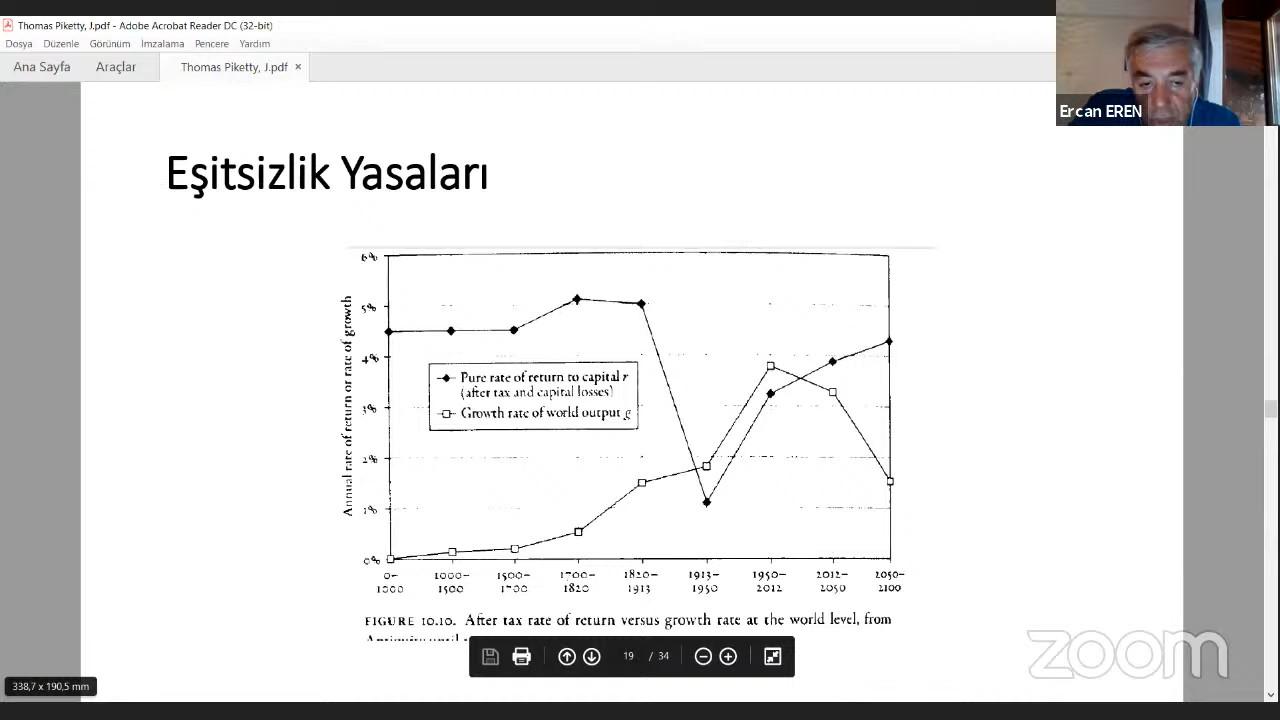 Thomas Piketty, J.pdf - Adobe Acrobat Reader DC (32-bit)
Dosya Düzenle Görünüm İmzalama Pencere Yardım
Ana Sayfa Araçlar Thomas Piketty, J.pdf ×
Ercan EREN
Eşitsizlik Yasaları
6%
5%
4%
3%
2%
1%
0%
Annual rate of return or rate of growth
Pure rate of return to capital r
(after tax and capital losses)
Growth rate of world output g
0– 1000– 1500– 1700– 1820– 1913– 1950– 2012– 2050–
1000 1500 1700 1820 1913 1950 2012 2050 2100
FIGURE 10.10. After tax rate of return versus growth rate at the world level, from
19 / 34
zoom
338,7 x 190,5 mm